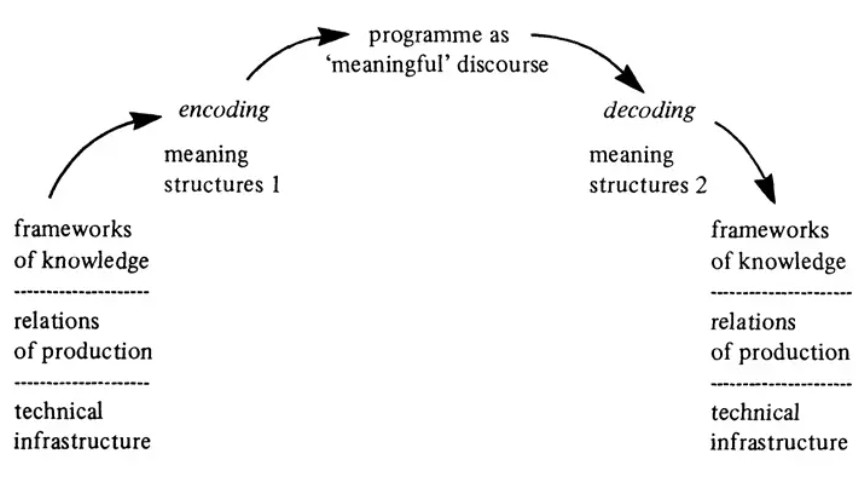 programme as
‘meaningful’ discourse
encoding
meaning
structures 1
decoding
meaning
structures 2
frameworks
of knowledge
relations
of production
technical
infrastructure
frameworks
of knowledge
relations
of production
technical
infrastructure